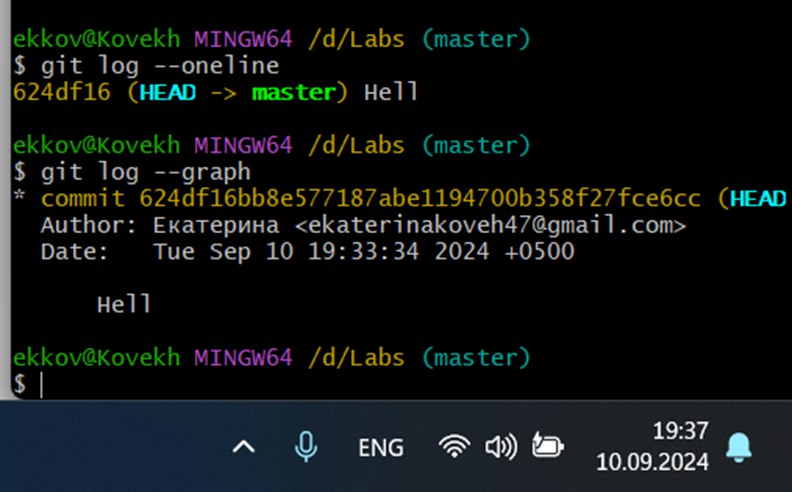 ekkov@Kovekh MINGW64 /d/Labs (master)
$ git log --oneline
624df16 (HEAD -> master) Hell
ekkov@Kovekh MINGW64 /d/Labs (master)
$ git log --graph
* commit 624df16bb8e577187abe1194700b358f27fce6cc (HEAD
Author: Екатерина <ekaterinakoveh47@gmail.com>
Date:   Tue Sep 10 19:33:34 2024 +0500
Hell
ekkov@Kovekh MINGW64 /d/Labs (master)
$
ENG
19:37
10.09.2024